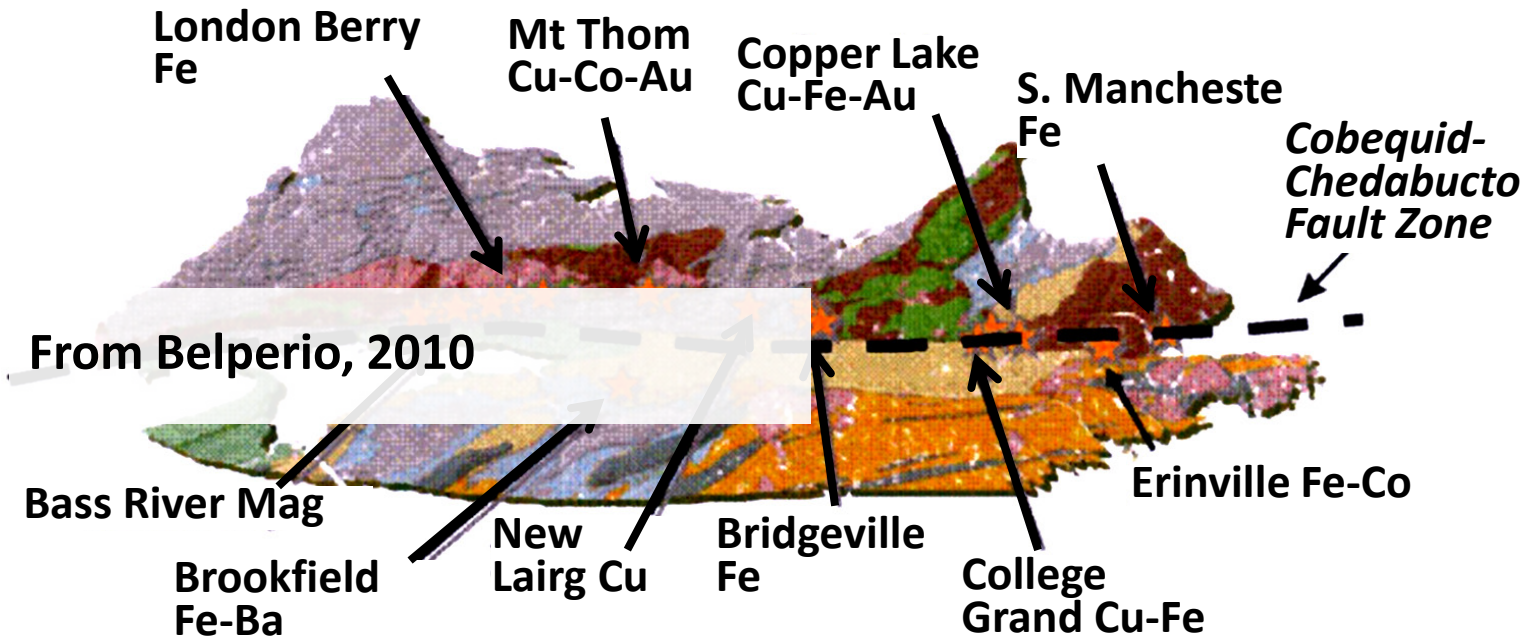 London Berry
Fe
Mt Thom
Cu-Co-Au
Copper Lake
Cu-Fe-Au
S. Mancheste
Fe
Cobequid-
Chedabucto
Fault Zone
From Belperio, 2010
Bass River Mag
Brookfield
Fe-Ba
New
Lairg Cu
Bridgeville
Fe
College
Grand Cu-Fe
Erinville Fe-Co